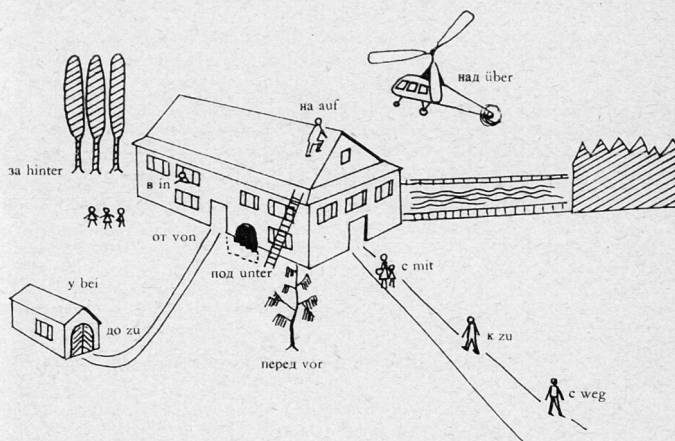 над über
на auf
за hinter
в in
от von
под unter
с mit
у bei
до zu
к zu
перед vor
с weg